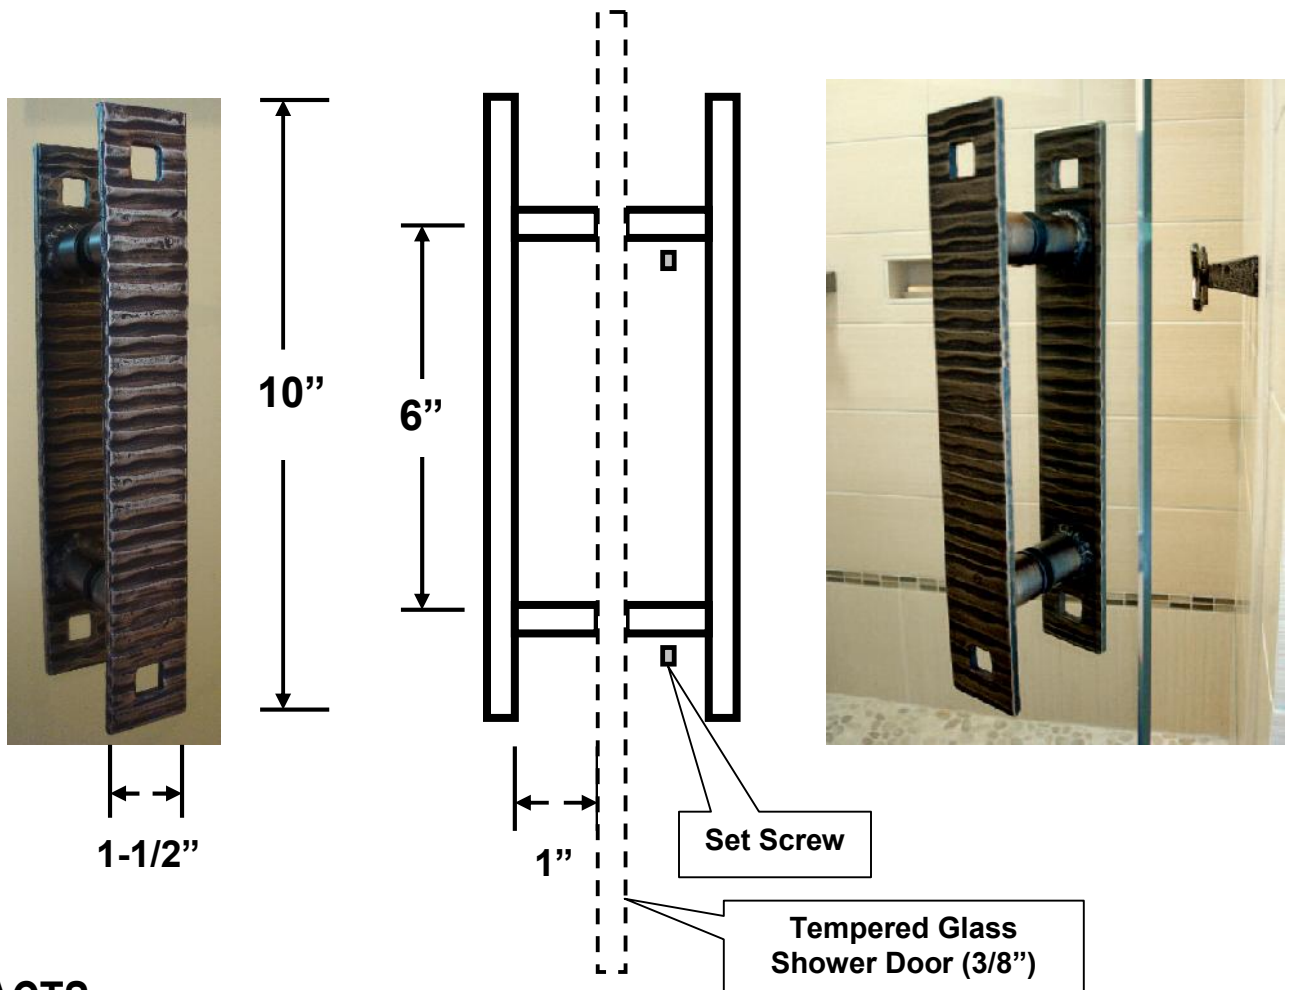 10”
6”
1-1/2”
1”
Set Screw
Tempered Glass
Shower Door (3/8”)